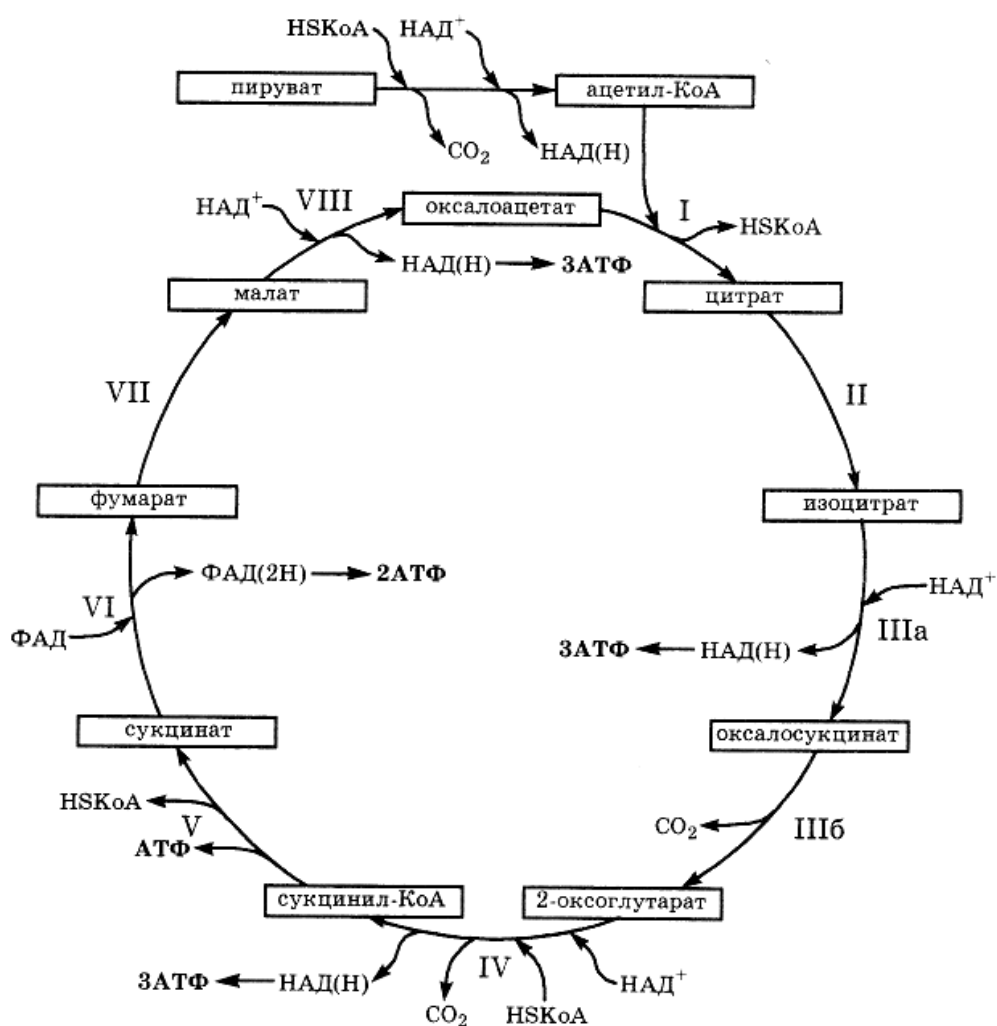 HSKoA НАД⁺
пируват ацетил-КоА
CO₂ НАД(Н)
НАД⁺ VIII оксалоацетат I HSKoA
НАД(Н) 3АТФ
малат цитрат
VII II
фумарат изоцитрат
ФАД(2Н) 2АТФ НАД⁺
VI IIIа
ФАД 3АТФ НАД(Н)
сукцинат оксалосукцинат
HSKoA CO₂ IIIб
V
АТФ
сукцинил-КоА 2-оксоглутарат
3АТФ НАД(Н) IV НАД⁺
CO₂ HSKoA